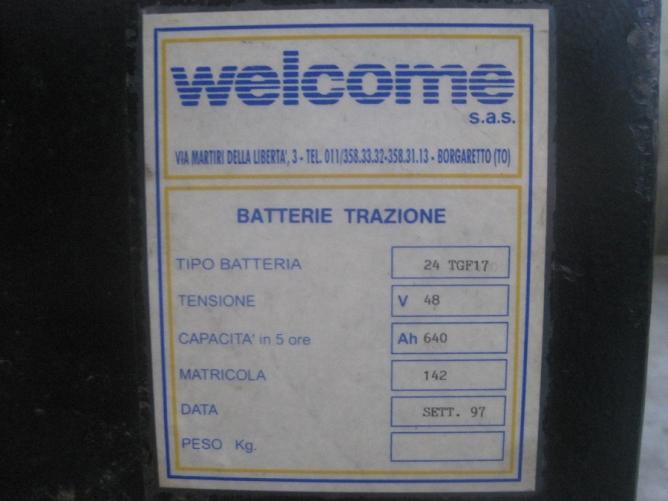 welcome
s.a.s.
VIA MARTIRI DELLA LIBERTA', 3 - TEL. 011/358.33.32-358.31.13 - BORGARETTO (TO)
BATTERIE TRAZIONE
TIPO BATTERIA 24 TGF17
TENSIONE V 48
CAPACITA' in 5 ore Ah 640
MATRICOLA 142
DATA SETT. 97
PESO Kg.